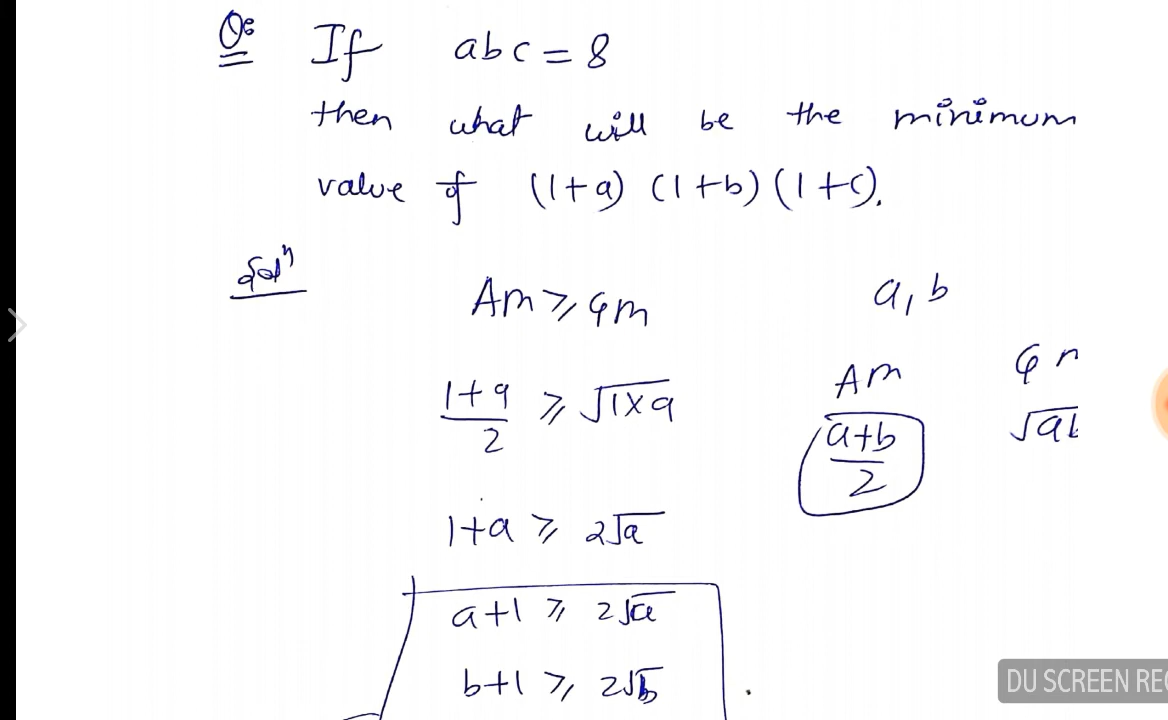 Q: If abc = 8
then what will be the minimum
value of (1+a) (1+b) (1+c).
Solⁿ
Am ≥ Gm
a, b
1+a/2 ≥ √1×a
Am
a+b/2
G
√a
1+a ≥ 2√a
a+1 ≥ 2√a
b+1 ≥ 2√b
DU SCREEN REC